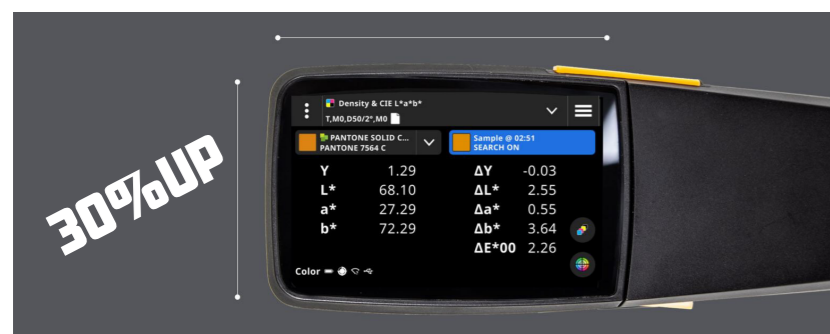 30%UP
Density & CIE L*a*b*
T,M0,D50/2°,M0
PANTONE SOLID C...
PANTONE 7564 C
Sample @ 02:51
SEARCH ON
Y 1.29 ΔY -0.03
L* 68.10 ΔL* 2.55
a* 27.29 Δa* 0.55
b* 72.29 Δb* 3.64
ΔE*00 2.26
Color